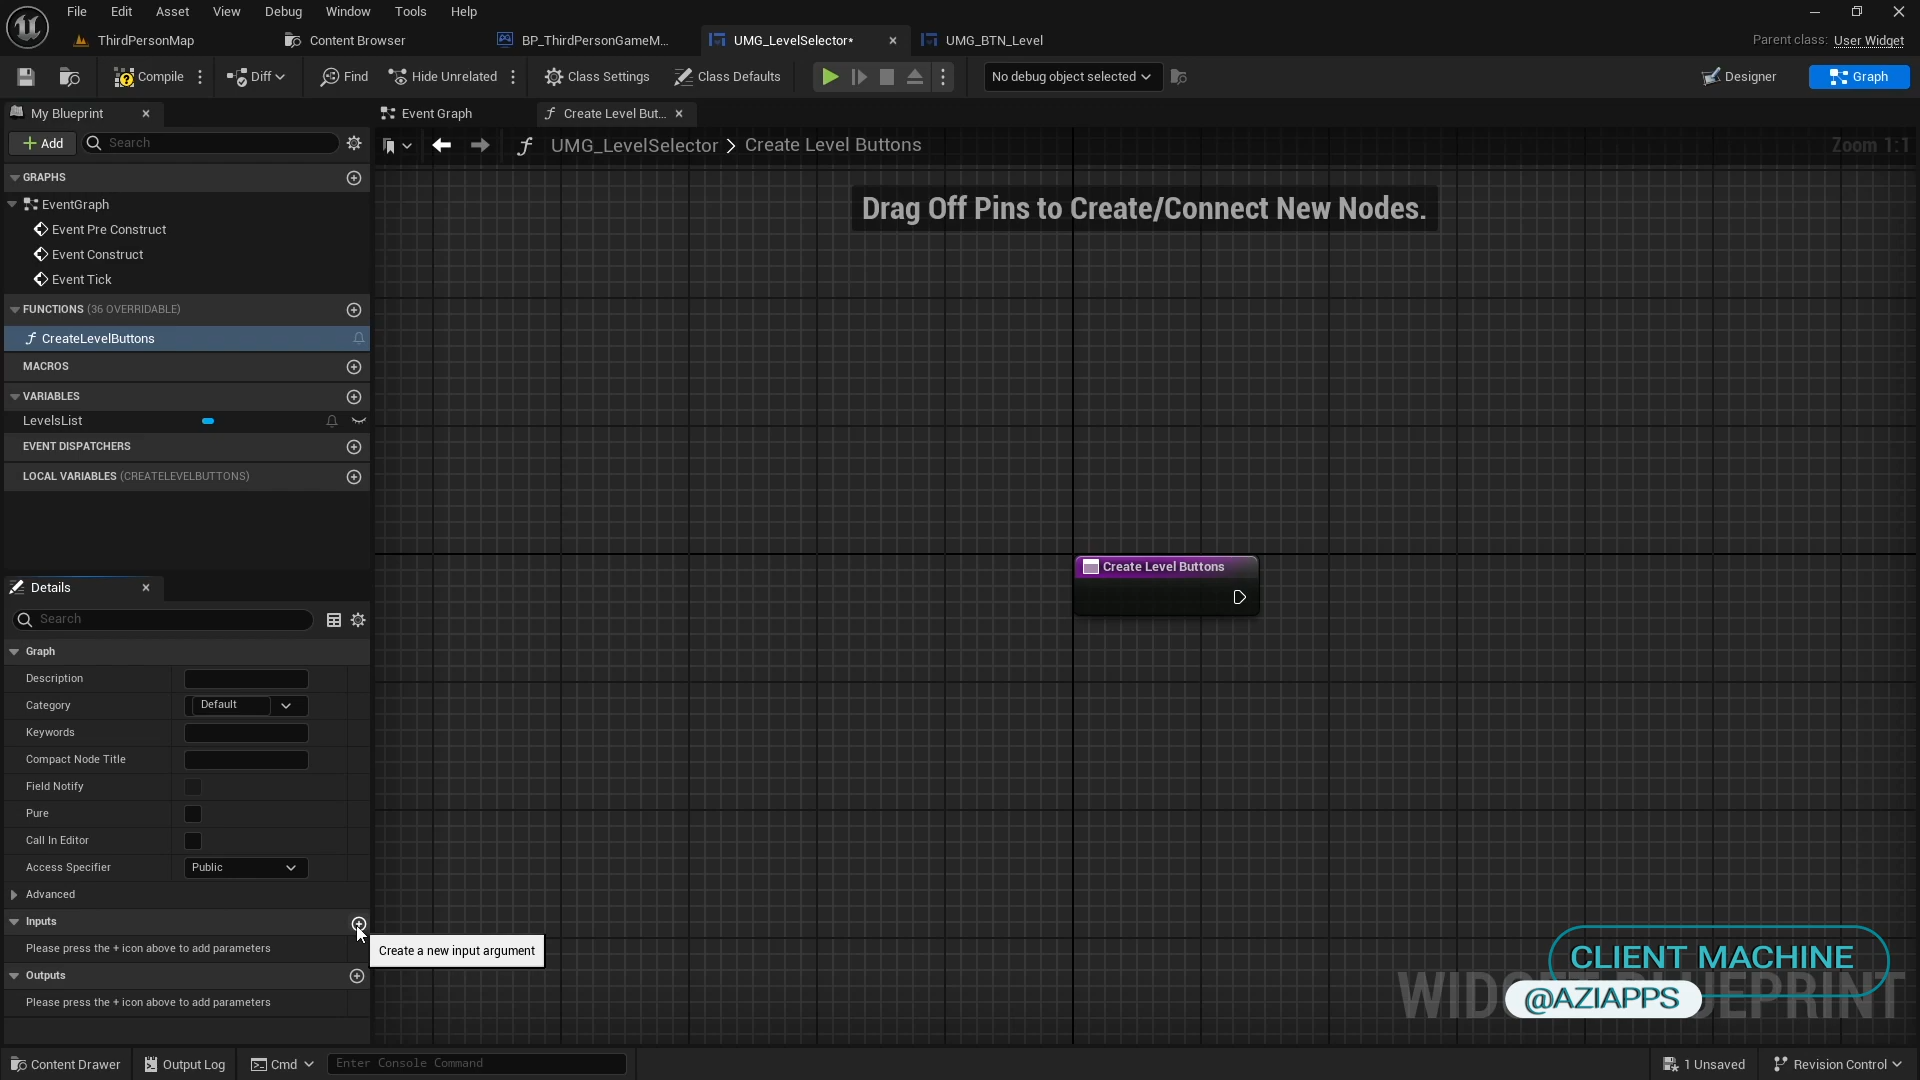 File Edit Asset View Debug Window Tools Help
ThirdPersonMap Content Browser BP_ThirdPersonGameM... UMG_LevelSelector* UMG_BTN_Level Parent class: User Widget
Compile Diff Find Hide Unrelated Class Settings Class Defaults No debug object selected Designer Graph
My Blueprint Event Graph Create Level But...
Add Search UMG_LevelSelector > Create Level Buttons Zoom 1:1
GRAPHS
EventGraph
Event Pre Construct
Event Construct
Event Tick
Drag Off Pins to Create/Connect New Nodes.
FUNCTIONS (36 OVERRIDABLE)
CreateLevelButtons
MACROS
VARIABLES
LevelsList
EVENT DISPATCHERS
LOCAL VARIABLES (CREATELEVELBUTTONS)
Create Level Buttons
Details
Search
Graph
Description
Category Default
Keywords
Compact Node Title
Field Notify
Pure
Call In Editor
Access Specifier Public
Advanced
Inputs
Please press the + icon above to add parameters
Create a new input argument
Outputs
Please press the + icon above to add parameters
CLIENT MACHINE
WIDGET BLUEPRINT
@AZIAPPS
Content Drawer Output Log Cmd Enter Console Command 1 Unsaved Revision Control